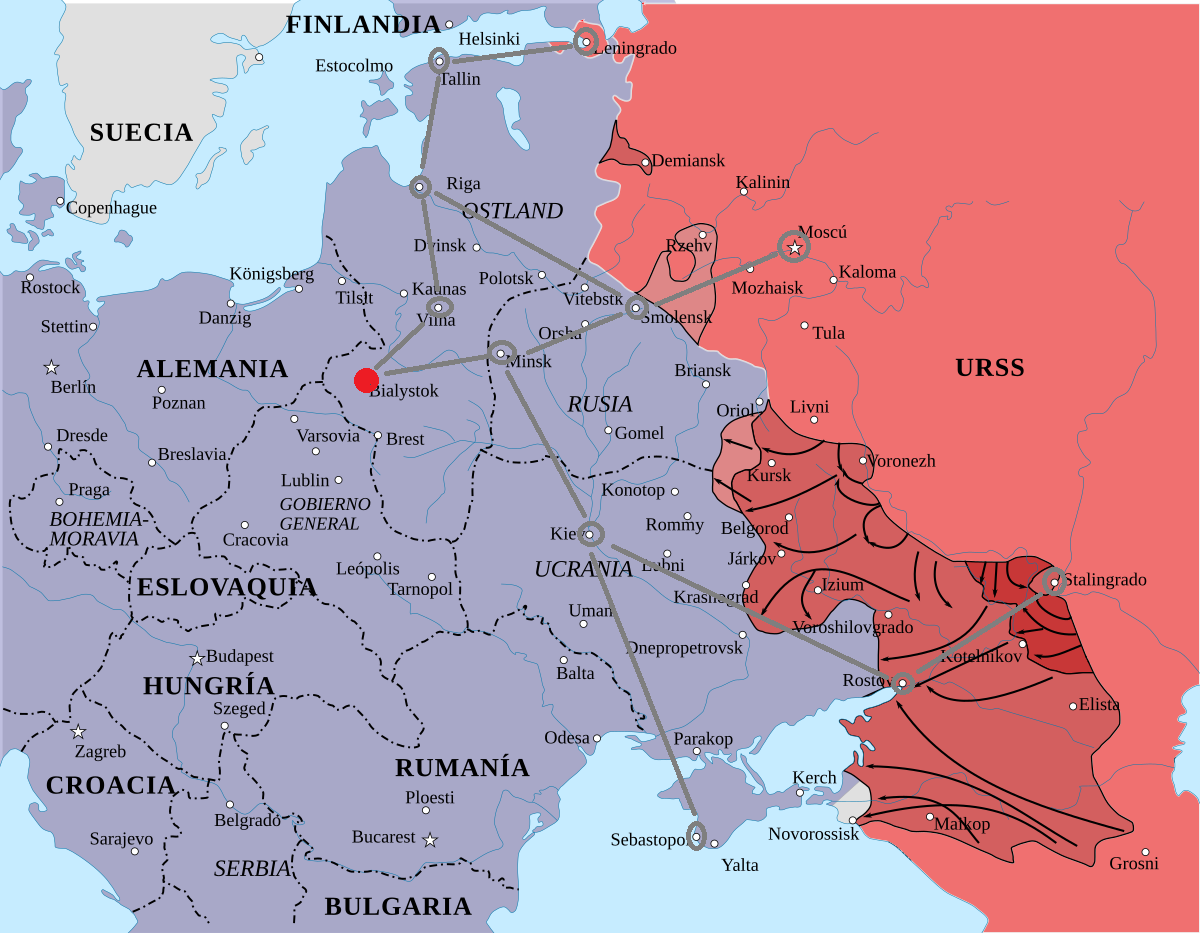 FINLANDIA
Helsinki
Leningrado
Estocolmo
Tallin
SUECIA
Demiansk
Kalinin
Riga
Copenhague
OSTLAND
Moscú
Dvinsk
Rzehv
Königsberg
Polotsk
Kaloma
Rostock
Tilsit
Kaunas
Vitebstk
Mozhaisk
Danzig
Vilna
Smolensk
Stettin
Orsha
Tula
ALEMANIA
Minsk
Briansk
URSS
Berlín
Bialystok
Poznan
RUSIA
Oriol
Livni
Dresde
Varsovia
Brest
Gomel
Breslavia
Voronezh
Lublin
Kursk
Praga
Konotop
GOBIERNO
GENERAL
BOHEMIA-
MORAVIA
Rommy
Belgorod
Cracovia
Kiev
Járkov
Leópolis
UCRANIA
Lubni
Stalingrado
ESLOVAQUIA
Tarnopol
Izium
Krasnograd
Uman
Voroshilovgrado
Budapest
Dnepropetrovsk
Kotelnikov
HUNGRÍA
Balta
Rostov
Szeged
Elista
Odesa
Parakop
Zagreb
RUMANÍA
CROACIA
Kerch
Ploesti
Belgrado
Malkop
Sarajevo
Bucarest
Sebastopol
Novorossisk
SERBIA
Yalta
Grosni
BULGARIA